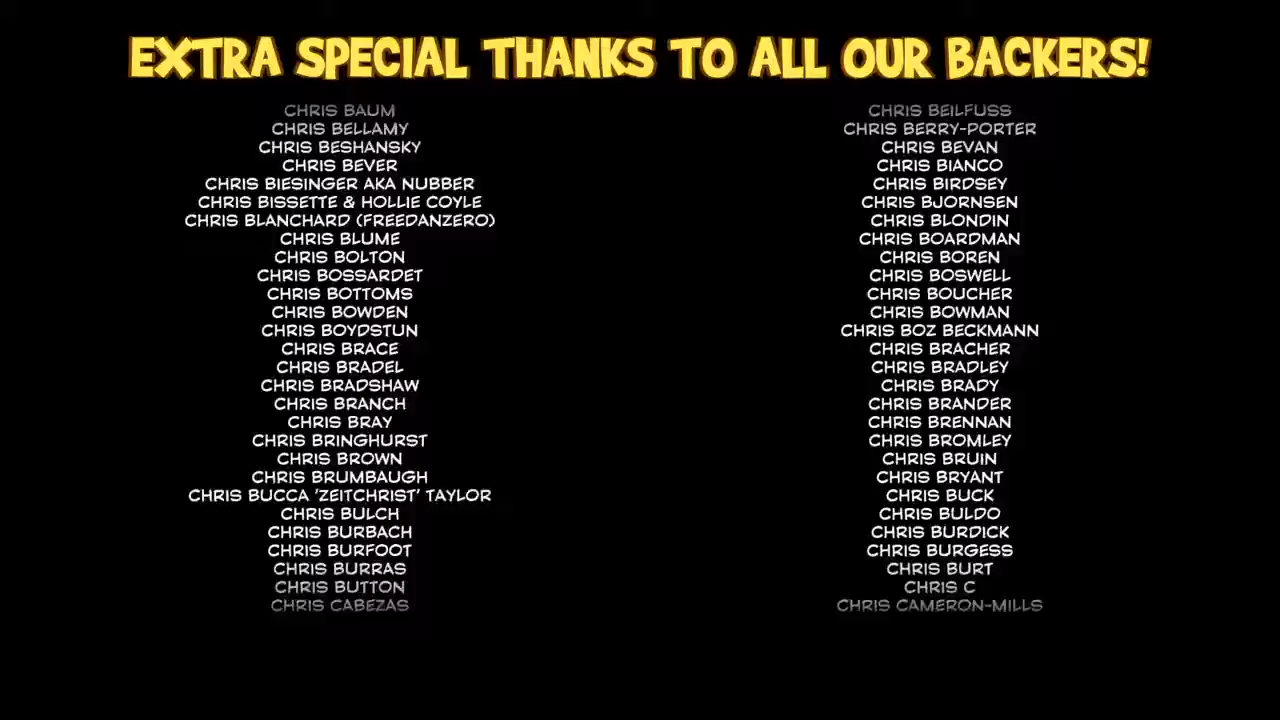 EXTRA SPECIAL THANKS TO ALL OUR BACKERS!
CHRIS BAUM
CHRIS BELLAMY
CHRIS BESHANSKY
CHRIS BEVER
CHRIS BIESINGER AKA NUBBER
CHRIS BISSETTE & HOLLIE COYLE
CHRIS BLANCHARD (FREEDANZERO)
CHRIS BLUME
CHRIS BOLTON
CHRIS BOSSARDET
CHRIS BOTTOMS
CHRIS BOWDEN
CHRIS BOYDSTUN
CHRIS BRACE
CHRIS BRADEL
CHRIS BRADSHAW
CHRIS BRANCH
CHRIS BRAY
CHRIS BRINGHURST
CHRIS BROWN
CHRIS BRUMBAUGH
CHRIS BUCCA 'ZEITCHRIST' TAYLOR
CHRIS BULCH
CHRIS BURBACH
CHRIS BURFOOT
CHRIS BURRAS
CHRIS BUTTON
CHRIS CABEZAS
CHRIS BEILFUSS
CHRIS BERRY-PORTER
CHRIS BEVAN
CHRIS BIANCO
CHRIS BIRDSEY
CHRIS BJORNSEN
CHRIS BLONDIN
CHRIS BOARDMAN
CHRIS BOREN
CHRIS BOSWELL
CHRIS BOUCHER
CHRIS BOWMAN
CHRIS BOZ BECKMANN
CHRIS BRACHER
CHRIS BRADLEY
CHRIS BRADY
CHRIS BRANDER
CHRIS BRENNAN
CHRIS BROMLEY
CHRIS BRUIN
CHRIS BRYANT
CHRIS BUCK
CHRIS BULDO
CHRIS BURDICK
CHRIS BURGESS
CHRIS BURT
CHRIS C
CHRIS CAMERON-MILLS